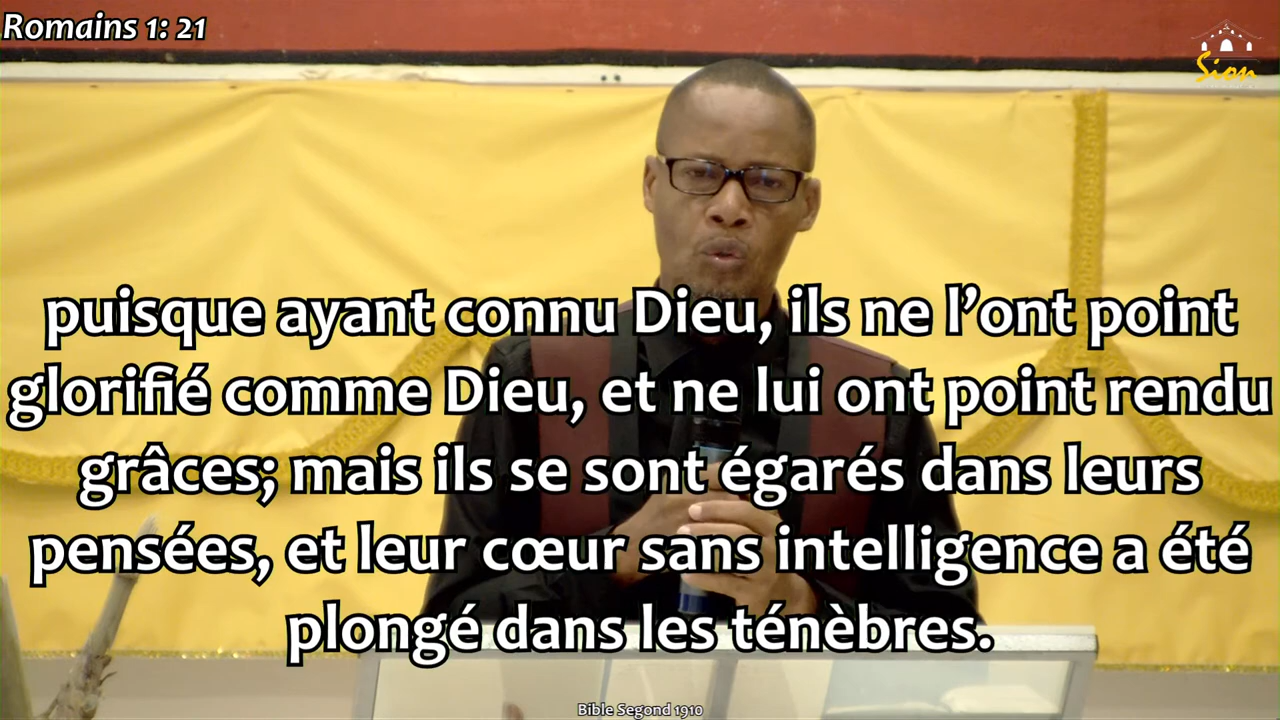 Romains 1: 21
Sion
puisque ayant connu Dieu, ils ne l’ont point
glorifié comme Dieu, et ne lui ont point rendu
grâces; mais ils se sont égarés dans leurs
pensées, et leur cœur sans intelligence a été
plongé dans les ténèbres.
Bible Segond 1910